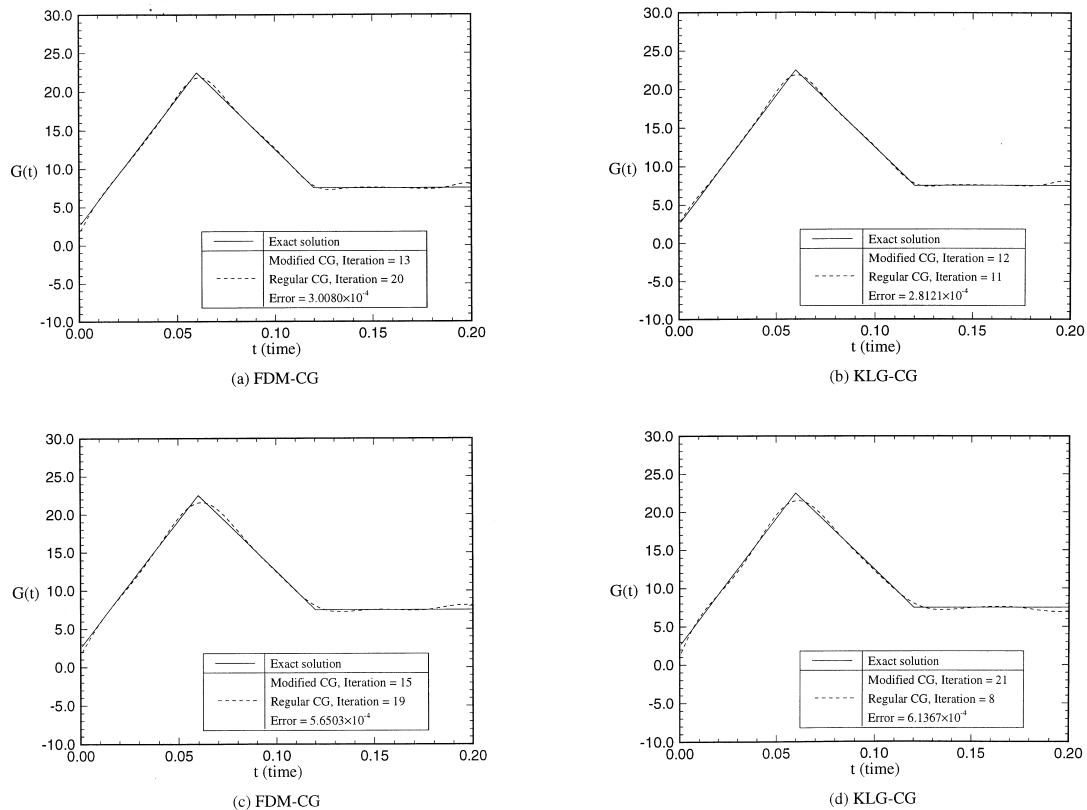 30.0
25.0
20.0
15.0
G(t) 10.0
5.0
0.0
-5.0
-10.0
0.00 0.05 0.10 0.15 0.20
t (time)
Exact solution
Modified CG, Iteration = 13
Regular CG, Iteration = 20
Error = 3.0080×10⁻⁴
(a) FDM-CG
30.0
25.0
20.0
15.0
G(t) 10.0
5.0
0.0
-5.0
-10.0
0.00 0.05 0.10 0.15 0.20
t (time)
Exact solution
Modified CG, Iteration = 12
Regular CG, Iteration = 11
Error = 2.8121×10⁻⁴
(b) KLG-CG
30.0
25.0
20.0
15.0
G(t) 10.0
5.0
0.0
-5.0
-10.0
0.00 0.05 0.10 0.15 0.20
t (time)
Exact solution
Modified CG, Iteration = 15
Regular CG, Iteration = 19
Error = 5.6503×10⁻⁴
(c) FDM-CG
30.0
25.0
20.0
15.0
G(t) 10.0
5.0
0.0
-5.0
-10.0
0.00 0.05 0.10 0.15 0.20
t (time)
Exact solution
Modified CG, Iteration = 21
Regular CG, Iteration = 8
Error = 6.1367×10⁻⁴
(d) KLG-CG